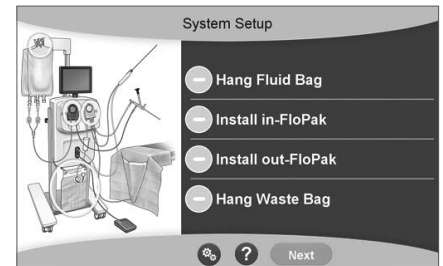 System Setup
Hang Fluid Bag
Install in-FloPak
Install out-FloPak
Hang Waste Bag
?
Next